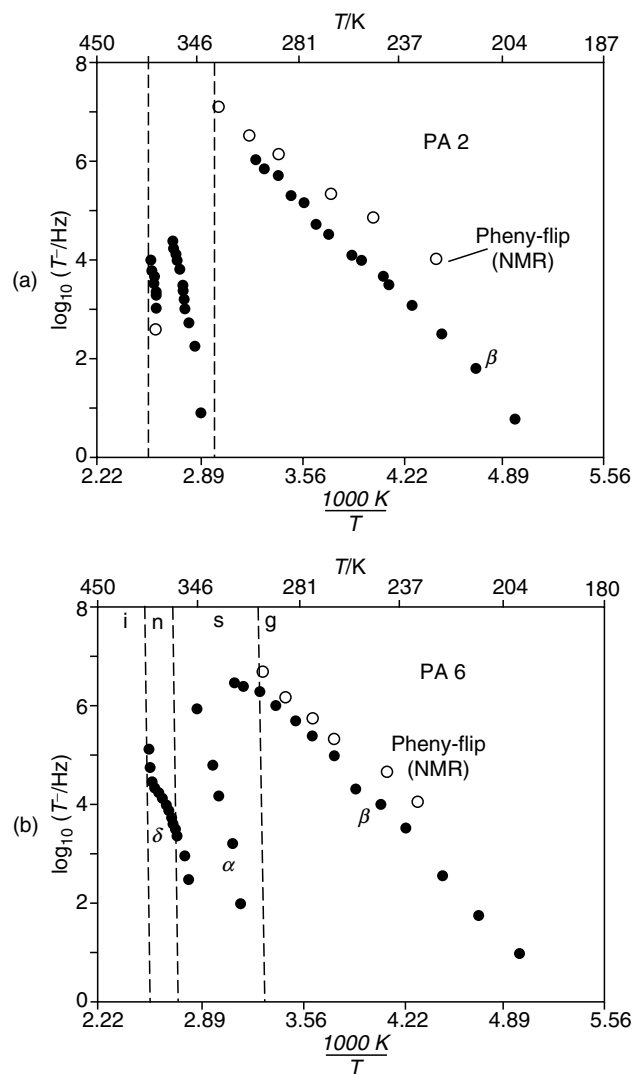 T/K
450 346 281 237 204 187
8
6
4
2
0
PA 2
Pheny-flip
(NMR)
β
(a)
log10 (T–/Hz)
2.22 2.89 3.56 4.22 4.89 5.56
1000 K
T
T/K
450 346 281 237 204 180
8
6
4
2
0
i n s g
PA 6
Pheny-flip
(NMR)
β
δ
α
(b)
log10 (T–/Hz)
2.22 2.89 3.56 4.22 4.89 5.56
1000 K
T